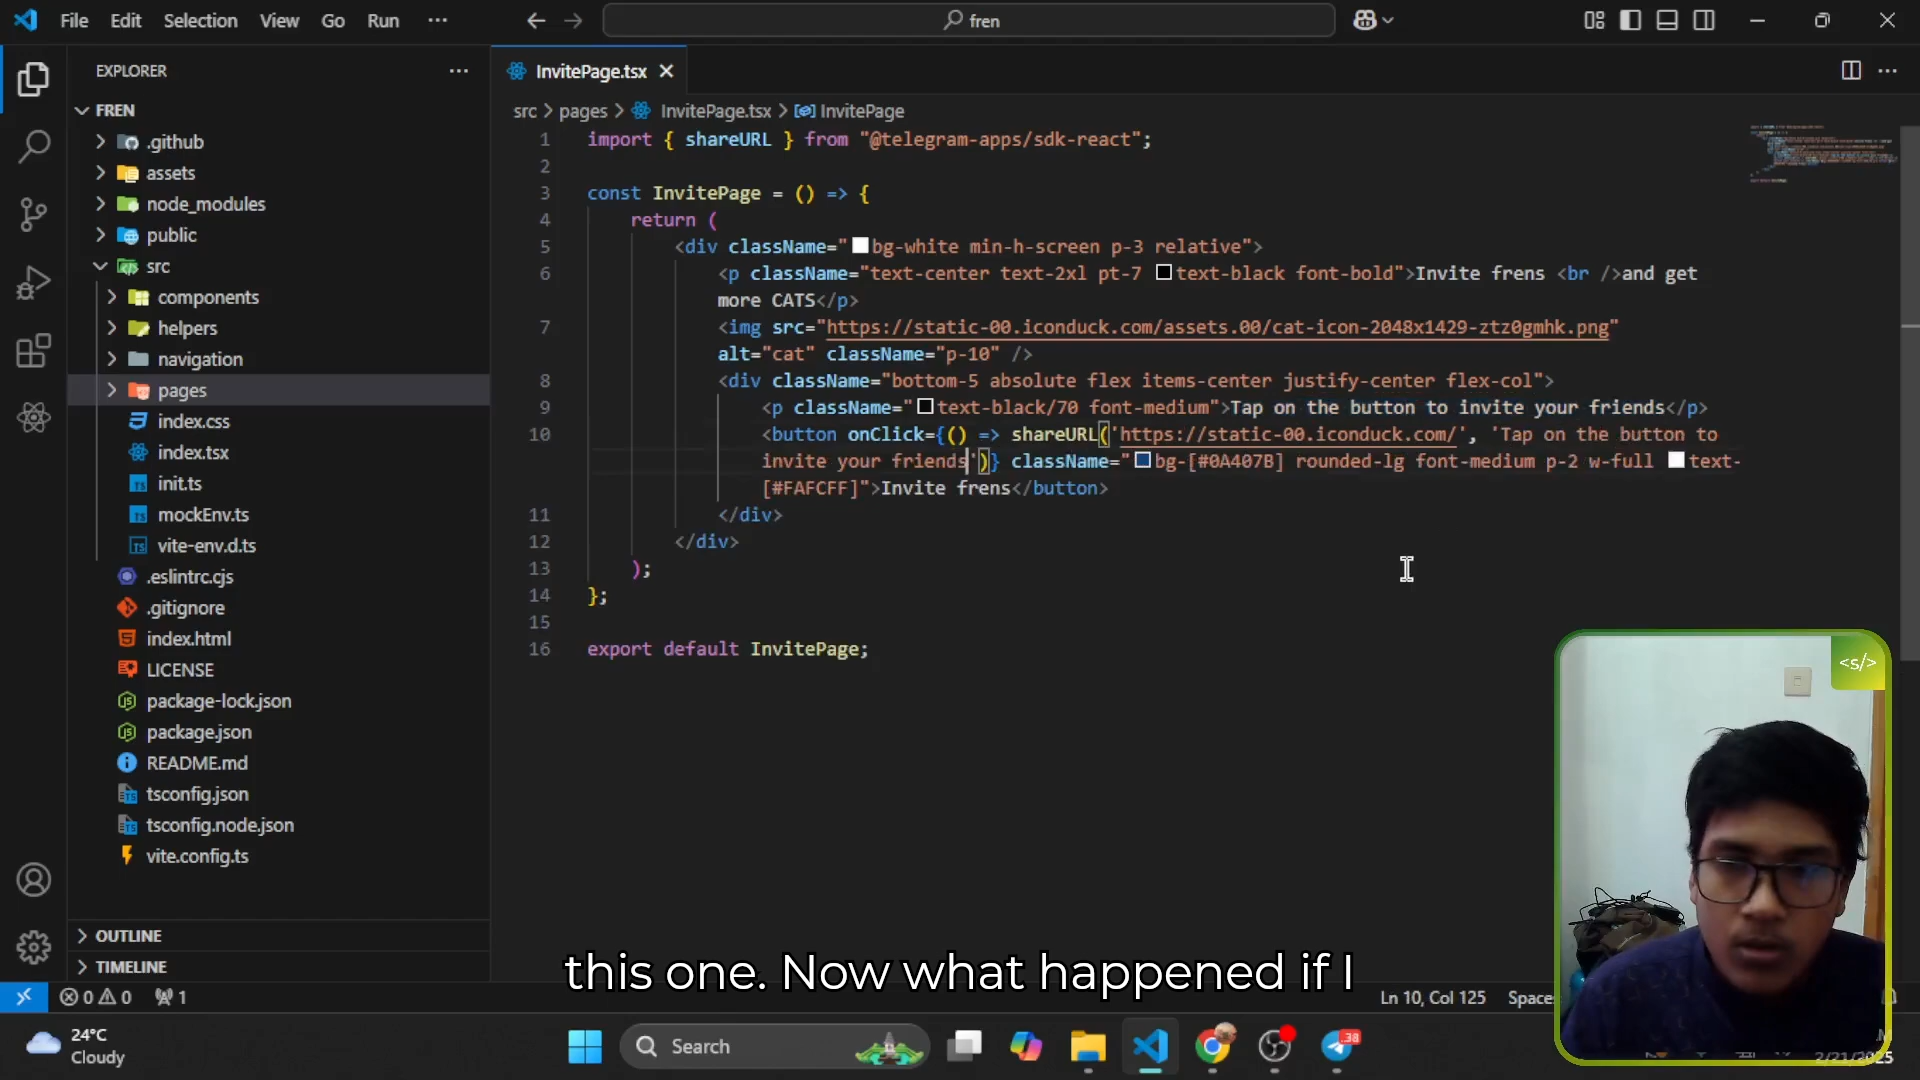 File Edit Selection View Go Run ···
fren
EXPLORER
FREN
.github
assets
node_modules
public
src
components
helpers
navigation
pages
index.css
index.tsx
init.ts
mockEnv.ts
vite-env.d.ts
.eslintrc.cjs
.gitignore
index.html
LICENSE
package-lock.json
package.json
README.md
tsconfig.json
tsconfig.node.json
vite.config.ts
OUTLINE
TIMELINE
InvitePage.tsx
src > pages > InvitePage.tsx > InvitePage
1 import { shareURL } from "@telegram-apps/sdk-react";
2
3 const InvitePage = () => {
4 return (
5 <div className="bg-white min-h-screen p-3 relative">
6 <p className="text-center text-2xl pt-7 text-black font-bold">Invite frens <br />and get
more CATS</p>
7 <img src="https://static-00.iconduck.com/assets.00/cat-icon-2048x1429-ztz0gmhk.png"
alt="cat" className="p-10" />
8 <div className="bottom-5 absolute flex items-center justify-center flex-col">
9 <p className="text-black/70 font-medium">Tap on the button to invite your friends</p>
10 <button onClick={() => shareURL('https://static-00.iconduck.com/', 'Tap on the button to
invite your friends')} className="bg-[#0A407B] rounded-lg font-medium p-2 w-full text-
[#FAFCFF]">Invite frens</button>
11 </div>
12 </div>
13 );
14 };
15
16 export default InvitePage;
<s/>
this one. Now what happened if I
0 0 1
Ln 10, Col 125
24°C
Cloudy
Search
38